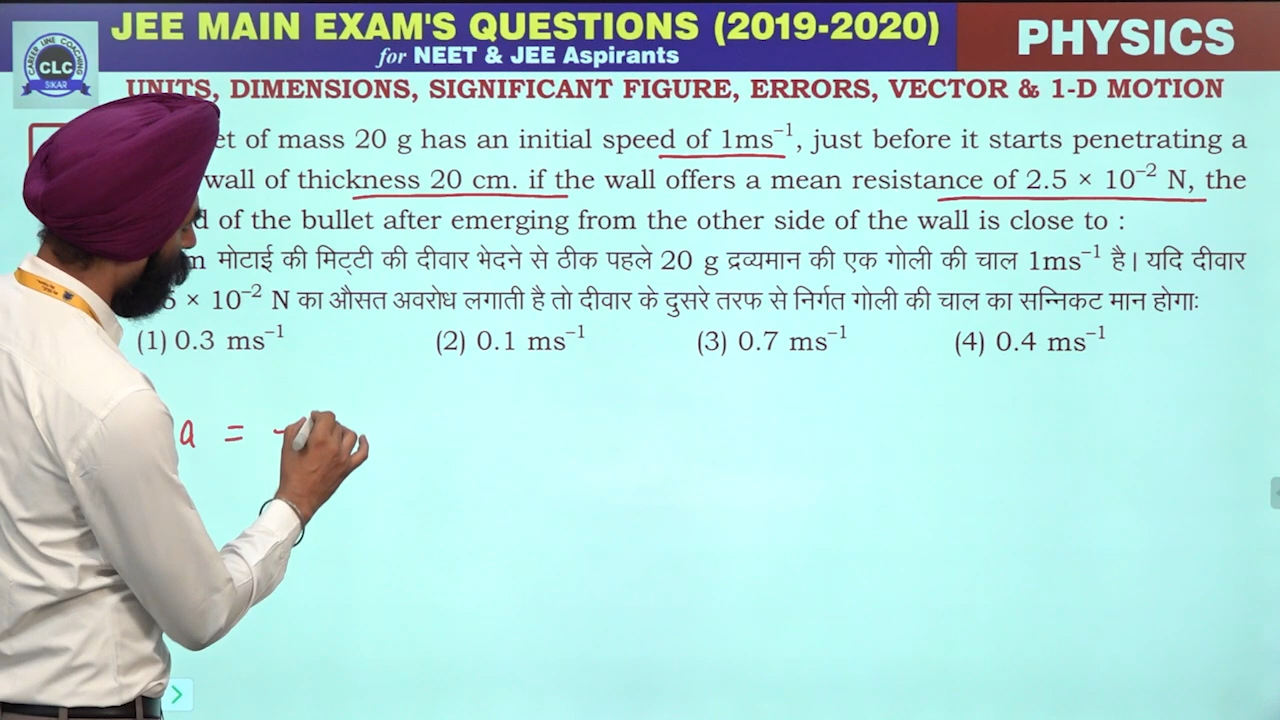 JEE MAIN EXAM'S QUESTIONS (2019-2020)
for NEET & JEE Aspirants
PHYSICS
CAREER LINE COACHING
CLC
SIKAR
UNITS, DIMENSIONS, SIGNIFICANT FIGURE, ERRORS, VECTOR & 1-D MOTION
of mass 20 g has an initial speed of 1ms⁻¹, just before it starts penetrating a
wall of thickness 20 cm. if the wall offers a mean resistance of 2.5 × 10⁻² N, the
of the bullet after emerging from the other side of the wall is close to :
मोटाई की मिट्टी की दीवार भेदने से ठीक पहले 20 g द्रव्यमान की एक गोली की चाल 1ms⁻¹ है। यदि दीवार
× 10⁻² N का औसत अवरोध लगाती है तो दीवार के दुसरे तरफ से निर्गत गोली की चाल का सन्निकट मान होगाः
(1) 0.3 ms⁻¹ (2) 0.1 ms⁻¹ (3) 0.7 ms⁻¹ (4) 0.4 ms⁻¹
a = -